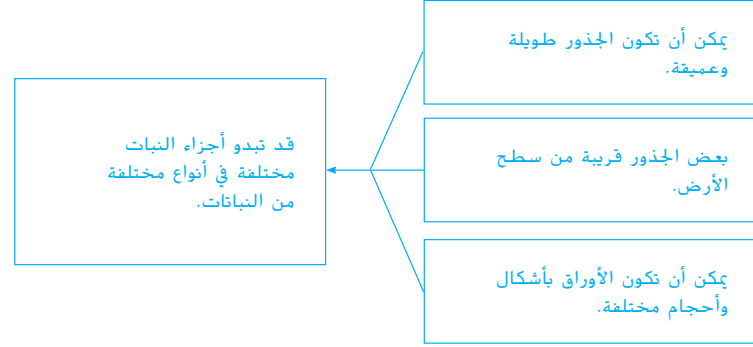 يمكن أن تكون الجذور طويلة
وعميقة.
بعض الجذور قريبة من سطح
الأرض.
يمكن أن تكون الأوراق بأشكال
وأحجام مختلفة.
قد تبدو أجزاء النبات
مختلفة في أنواع مختلفة
من النباتات.